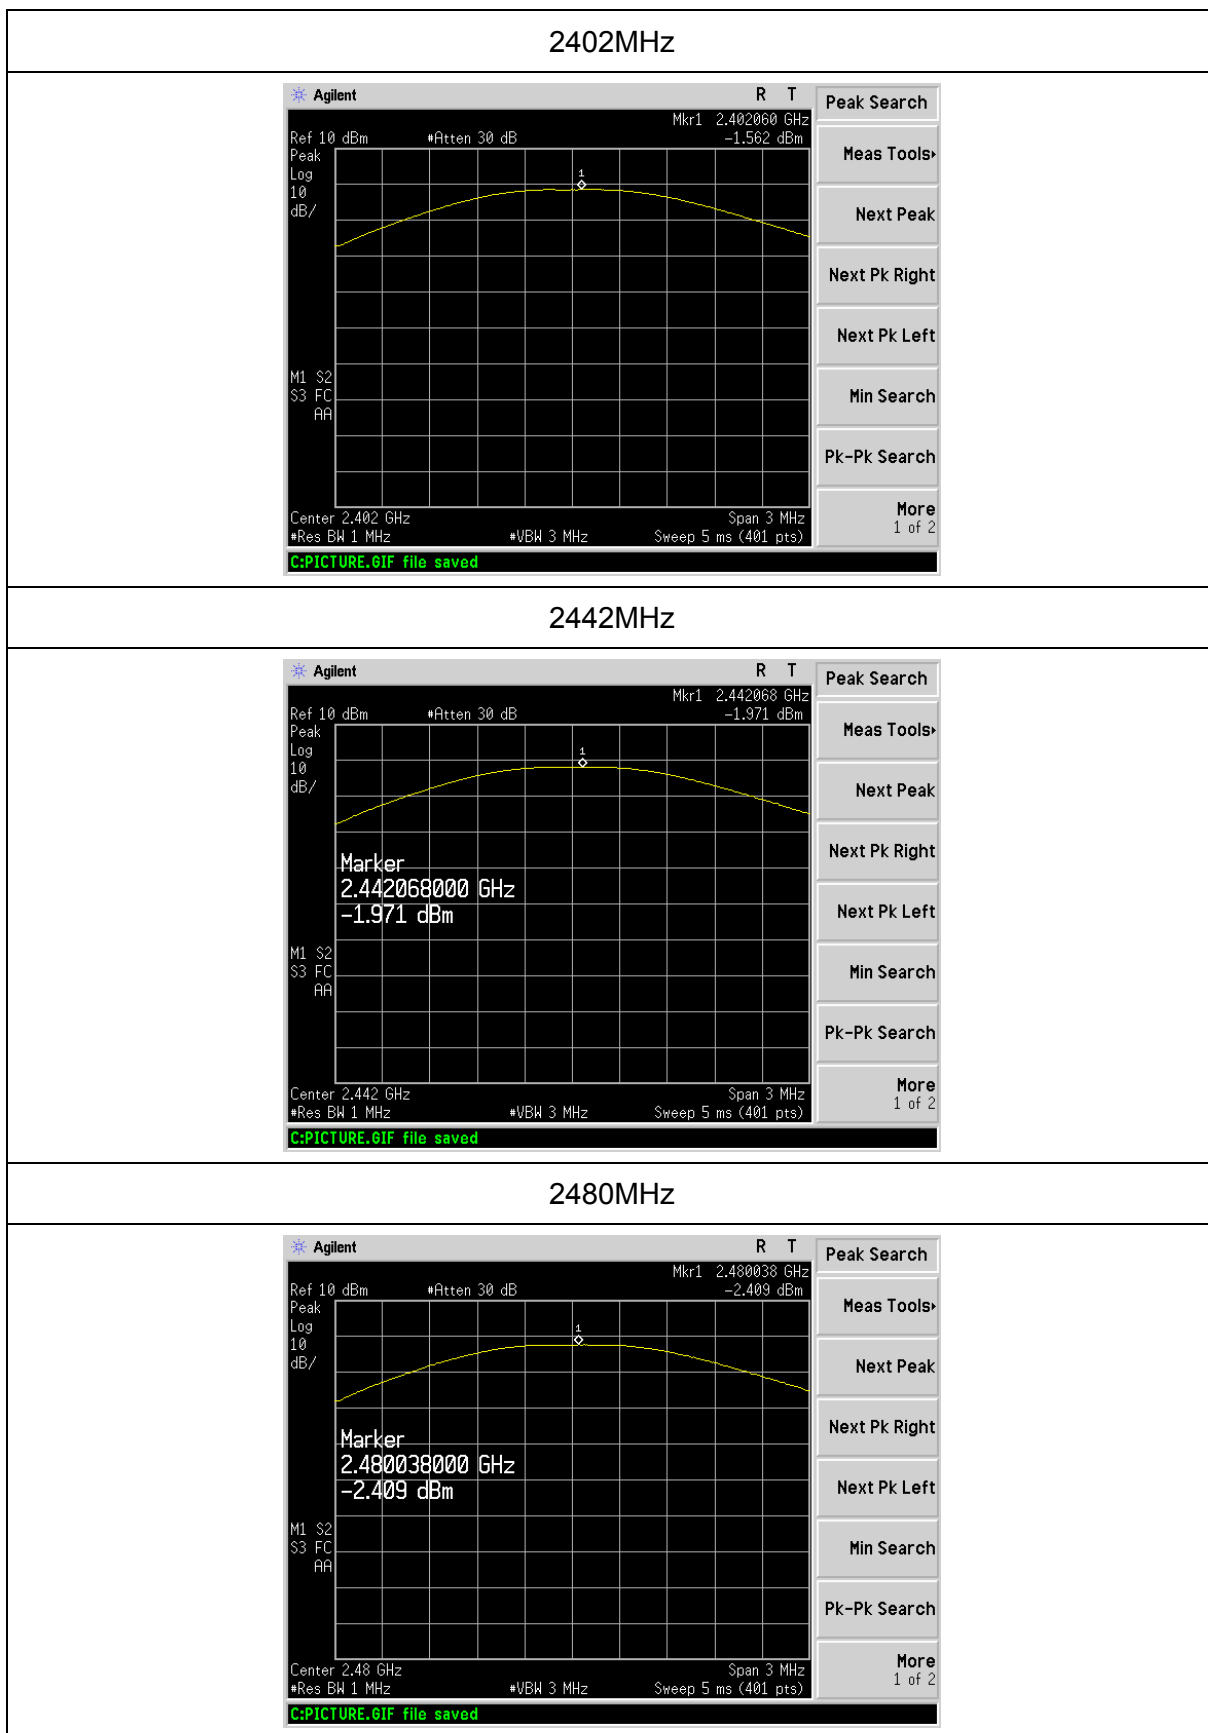 2402MHz
Agilent R T
Peak Search
Mkr1 2.402060 GHz
Ref 10 dBm #Atten 30 dB -1.562 dBm
Peak
Log
10
dB/
1
M1 S2
S3 FC
AA
Center 2.402 GHz Span 3 MHz
#Res BW 1 MHz #VBW 3 MHz Sweep 5 ms (401 pts)
C:PICTURE.GIF file saved
Meas Tools
Next Peak
Next Pk Right
Next Pk Left
Min Search
Pk-Pk Search
More
1 of 2
2442MHz
Agilent R T
Peak Search
Mkr1 2.442068 GHz
Ref 10 dBm #Atten 30 dB -1.971 dBm
Peak
Log
10
dB/
1
Marker
2.442068000 GHz
-1.971 dBm
M1 S2
S3 FC
AA
Center 2.442 GHz Span 3 MHz
#Res BW 1 MHz #VBW 3 MHz Sweep 5 ms (401 pts)
C:PICTURE.GIF file saved
Meas Tools
Next Peak
Next Pk Right
Next Pk Left
Min Search
Pk-Pk Search
More
1 of 2
2480MHz
Agilent R T
Peak Search
Mkr1 2.480038 GHz
Ref 10 dBm #Atten 30 dB -2.409 dBm
Peak
Log
10
dB/
1
Marker
2.480038000 GHz
-2.409 dBm
M1 S2
S3 FC
AA
Center 2.48 GHz Span 3 MHz
#Res BW 1 MHz #VBW 3 MHz Sweep 5 ms (401 pts)
C:PICTURE.GIF file saved
Meas Tools
Next Peak
Next Pk Right
Next Pk Left
Min Search
Pk-Pk Search
More
1 of 2